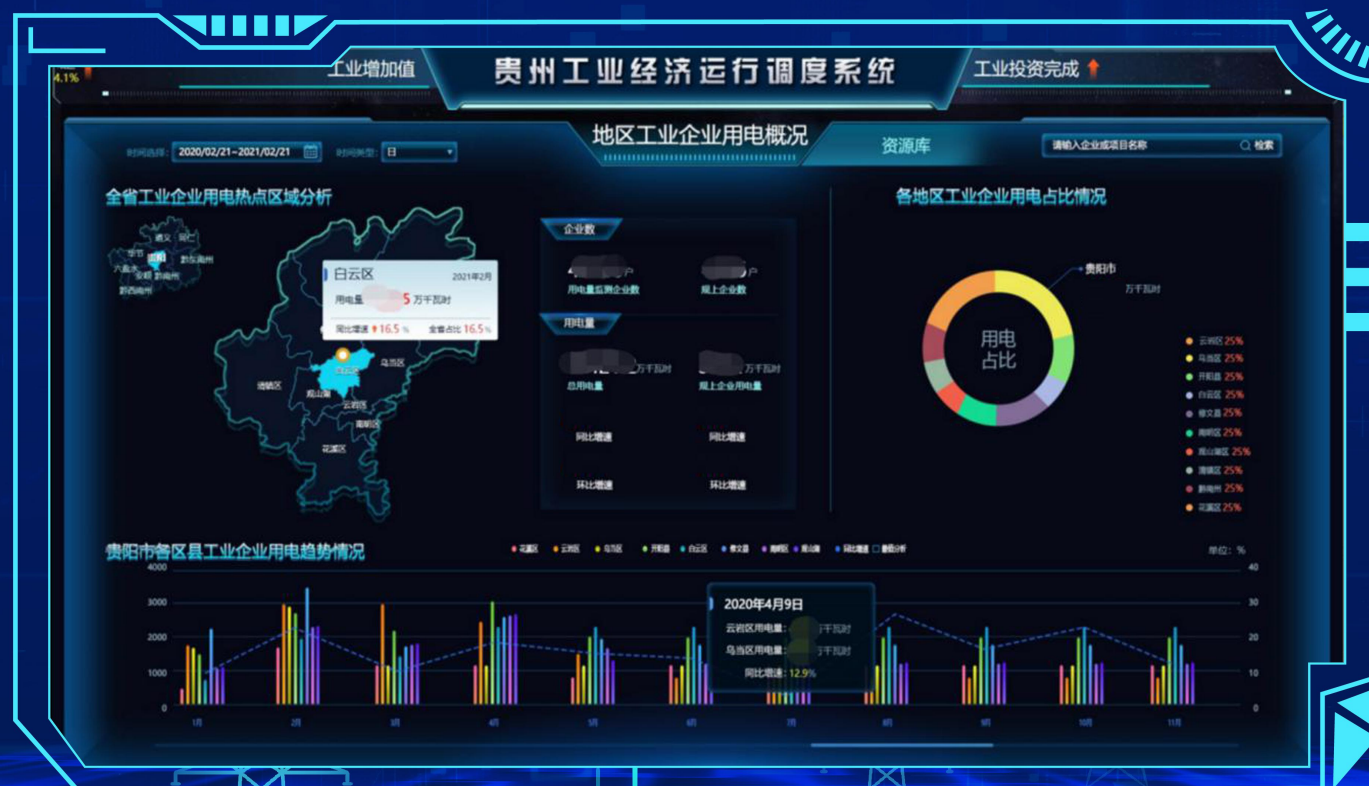 4.1%
工业增加值
贵州工业经济运行调度系统
工业投资完成
时间选择: 2020/02/21-2021/02/21
时间类型: 日
地区工业企业用电概况
资源库
请输入企业或项目名称
检索
全省工业企业用电热点区域分析
遵义 铜仁
毕节 贵阳 黔东南州
六盘水 安顺 黔南州
黔西南州
白云区 2021年2月
用电量 5 万千瓦时
同比增速 16.5 % 全省占比 16.5%
乌当区
白云区
清镇区
观山湖
云岩区
南明区
花溪区
企业数
户
户
用电量监测企业数
规上企业数
用电量
万千瓦时
万千瓦时
总用电量
规上企业用电量
同比增速
同比增速
环比增速
环比增速
各地区工业企业用电占比情况
贵阳市
万千瓦时
用电
占比
云岩区 25%
乌当区 25%
开阳县 25%
白云区 25%
修文县 25%
南明区 25%
观山湖区 25%
清镇区 25%
黔南州 25%
花溪区 25%
贵阳市各区县工业企业用电趋势情况
花溪区 云岩区 乌当区 开阳县 白云区 修文县 南明区 观山湖 同比增速 量级分析
单位: %
4000
3000
2000
1000
0
40
30
20
10
0
2020年4月9日
云岩区用电量: 万千瓦时
乌当区用电量: 万千瓦时
同比增速: 12.9%
1月 2月 3月 4月 5月 6月 7月 8月 9月 10月 11月